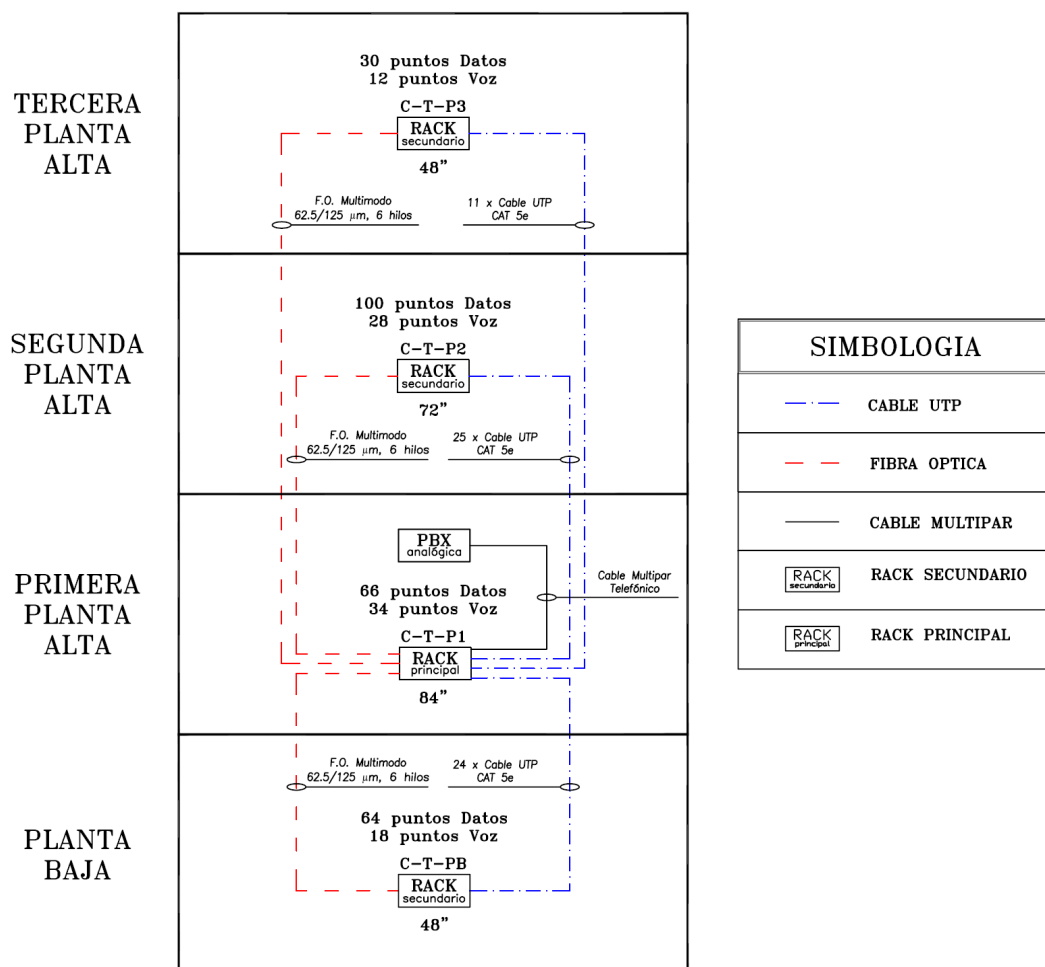 TERCERA
PLANTA
ALTA
30 puntos Datos
12 puntos Voz
C-T-P3
RACK
secundario
48"
F.O. Multimodo
62.5/125 µm, 6 hilos
11 x Cable UTP
CAT 5e
SEGUNDA
PLANTA
ALTA
100 puntos Datos
28 puntos Voz
C-T-P2
RACK
secundario
72"
F.O. Multimodo
62.5/125 µm, 6 hilos
25 x Cable UTP
CAT 5e
PRIMERA
PLANTA
ALTA
PBX
analógica
Cable Multipar
Telefónico
66 puntos Datos
34 puntos Voz
C-T-P1
RACK
principal
84"
PLANTA
BAJA
F.O. Multimodo
62.5/125 µm, 6 hilos
24 x Cable UTP
CAT 5e
64 puntos Datos
18 puntos Voz
C-T-PB
RACK
secundario
48"
SIMBOLOGIA
CABLE UTP
FIBRA OPTICA
CABLE MULTIPAR
RACK
secundario
RACK SECUNDARIO
RACK
principal
RACK PRINCIPAL